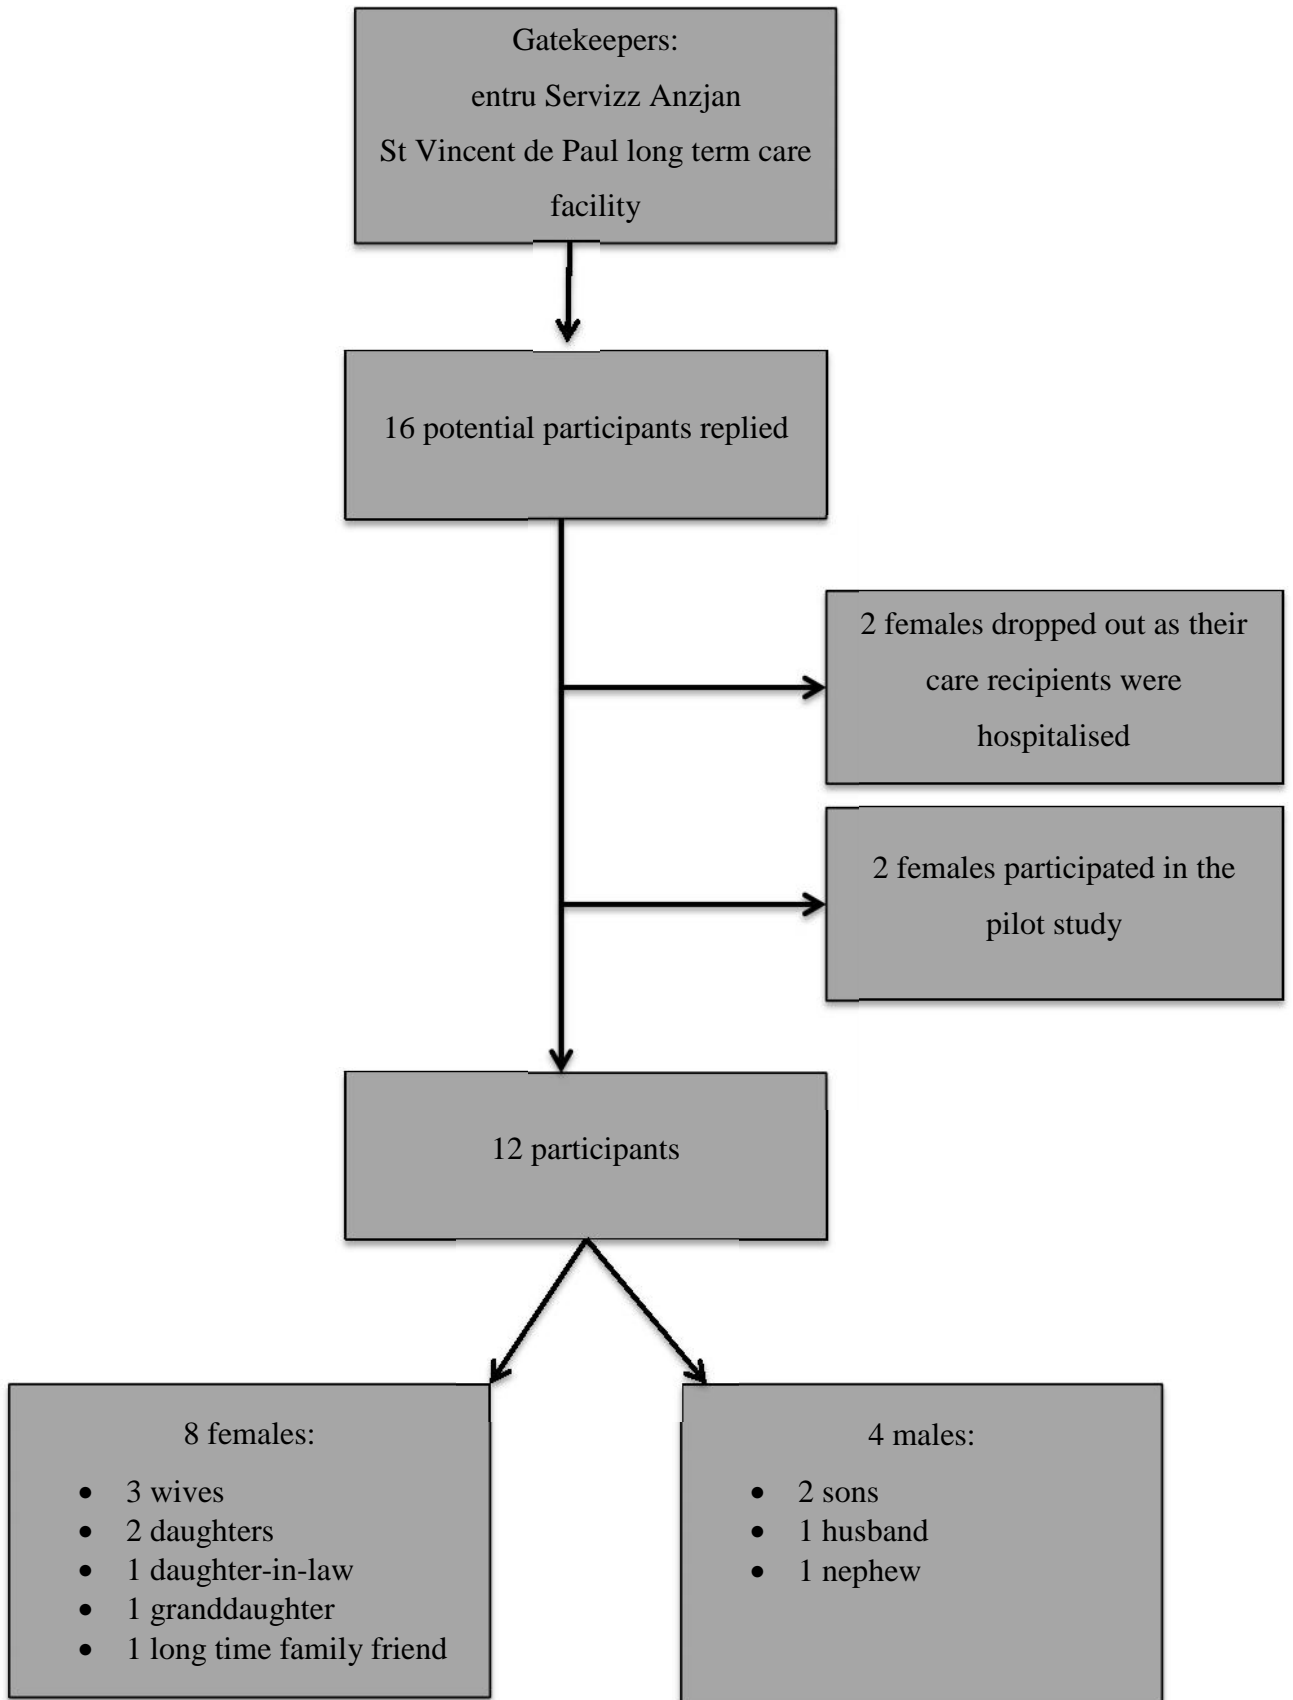 Gatekeepers:
entru Servizz Anzjan
St Vincent de Paul long term care
facility
16 potential participants replied
2 females dropped out as their
care recipients were
hospitalised
2 females participated in the
pilot study
12 participants
8 females:
• 3 wives
• 2 daughters
• 1 daughter-in-law
• 1 granddaughter
• 1 long time family friend
4 males:
• 2 sons
• 1 husband
• 1 nephew